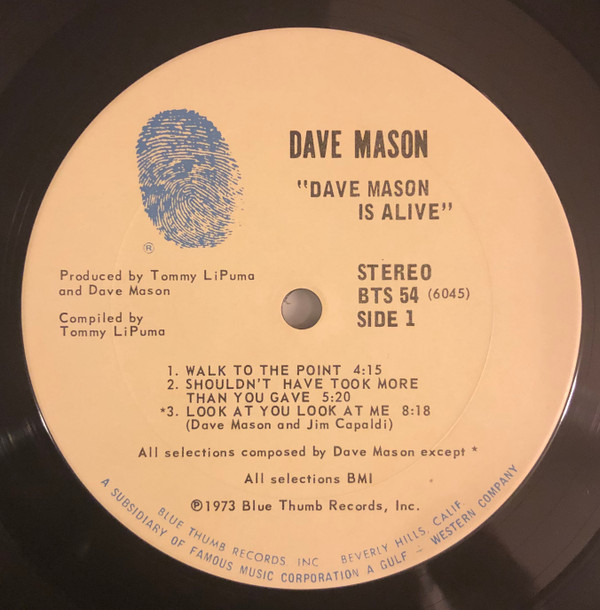 DAVE MASON
"DAVE MASON
IS ALIVE"
®
Produced by Tommy LiPuma
and Dave Mason
Compiled by
Tommy LiPuma
STEREO
BTS 54 (6045)
SIDE 1
1. WALK TO THE POINT 4:15
2. SHOULDN'T HAVE TOOK MORE
THAN YOU GAVE 5:20
*3. LOOK AT YOU LOOK AT ME 8:18
(Dave Mason and Jim Capaldi)
All selections composed by Dave Mason except *
All selections BMI
℗1973 Blue Thumb Records, Inc.
BLUE THUMB RECORDS INC BEVERLY HILLS, CALIF.
A SUBSIDIARY OF FAMOUS MUSIC CORPORATION A GULF - WESTERN COMPANY